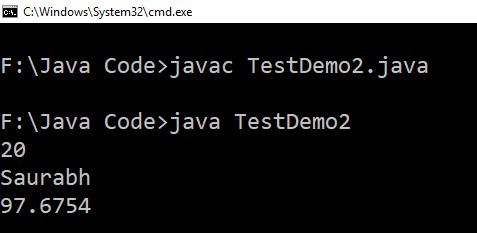 C:\Windows\System32\cmd.exe
F:\Java Code>javac TestDemo2.java
F:\Java Code>java TestDemo2
20
Saurabh
97.6754